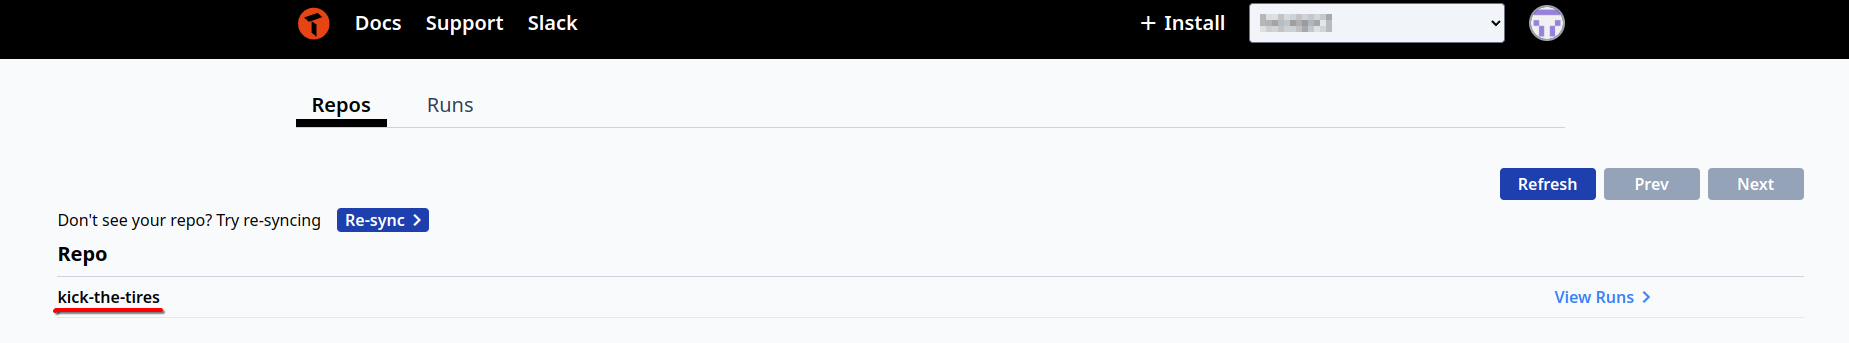 Docs Support Slack + Install
Repos Runs
Refresh Prev Next
Don't see your repo? Try re-syncing Re-sync
Repo
kick-the-tires View Runs